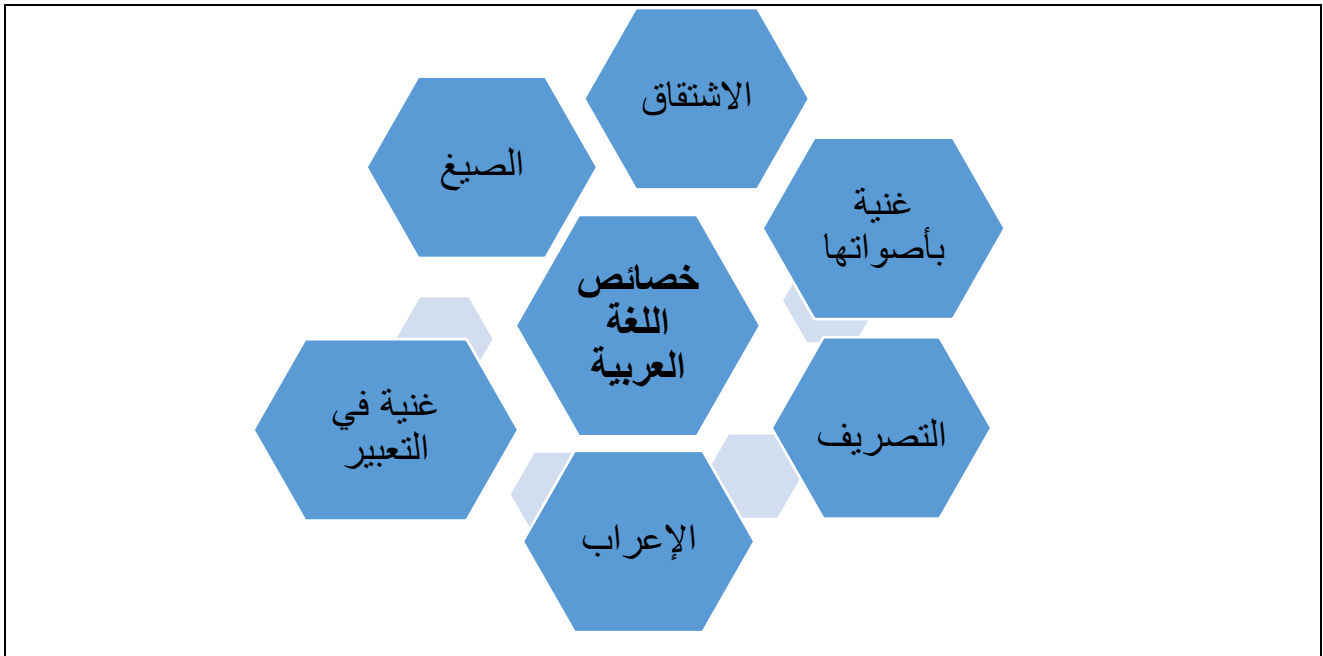 الاشتقاق
الصيغ
غنية
بأصواتها
خصائص
اللغة
العربية
غنية في
التعبير
التصريف
الإعراب